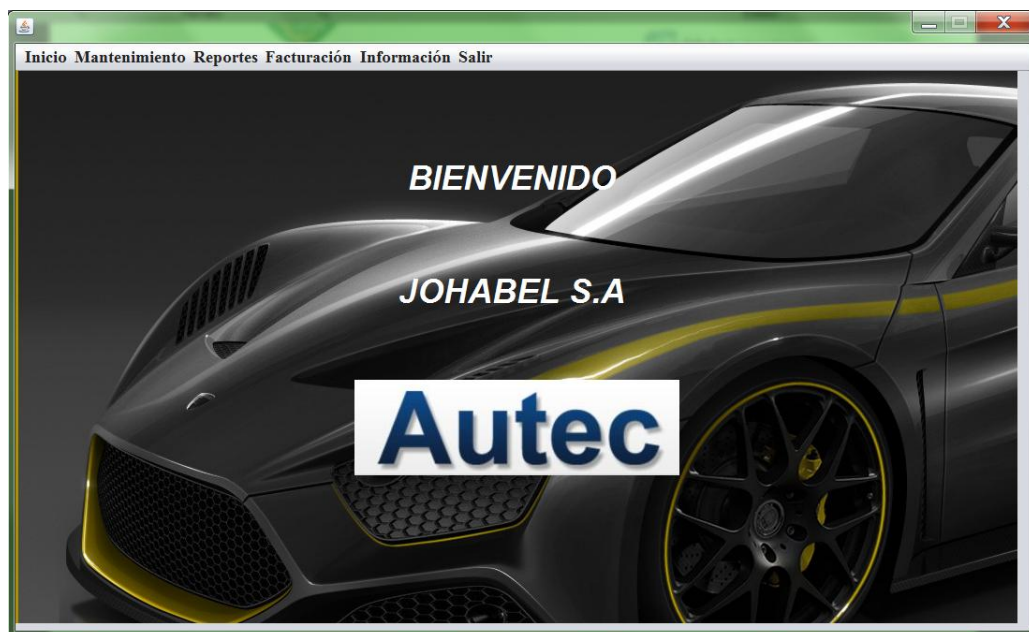 Inicio Mantenimiento Reportes Facturación Información Salir
BIENVENIDO
JOHABEL S.A
Autec